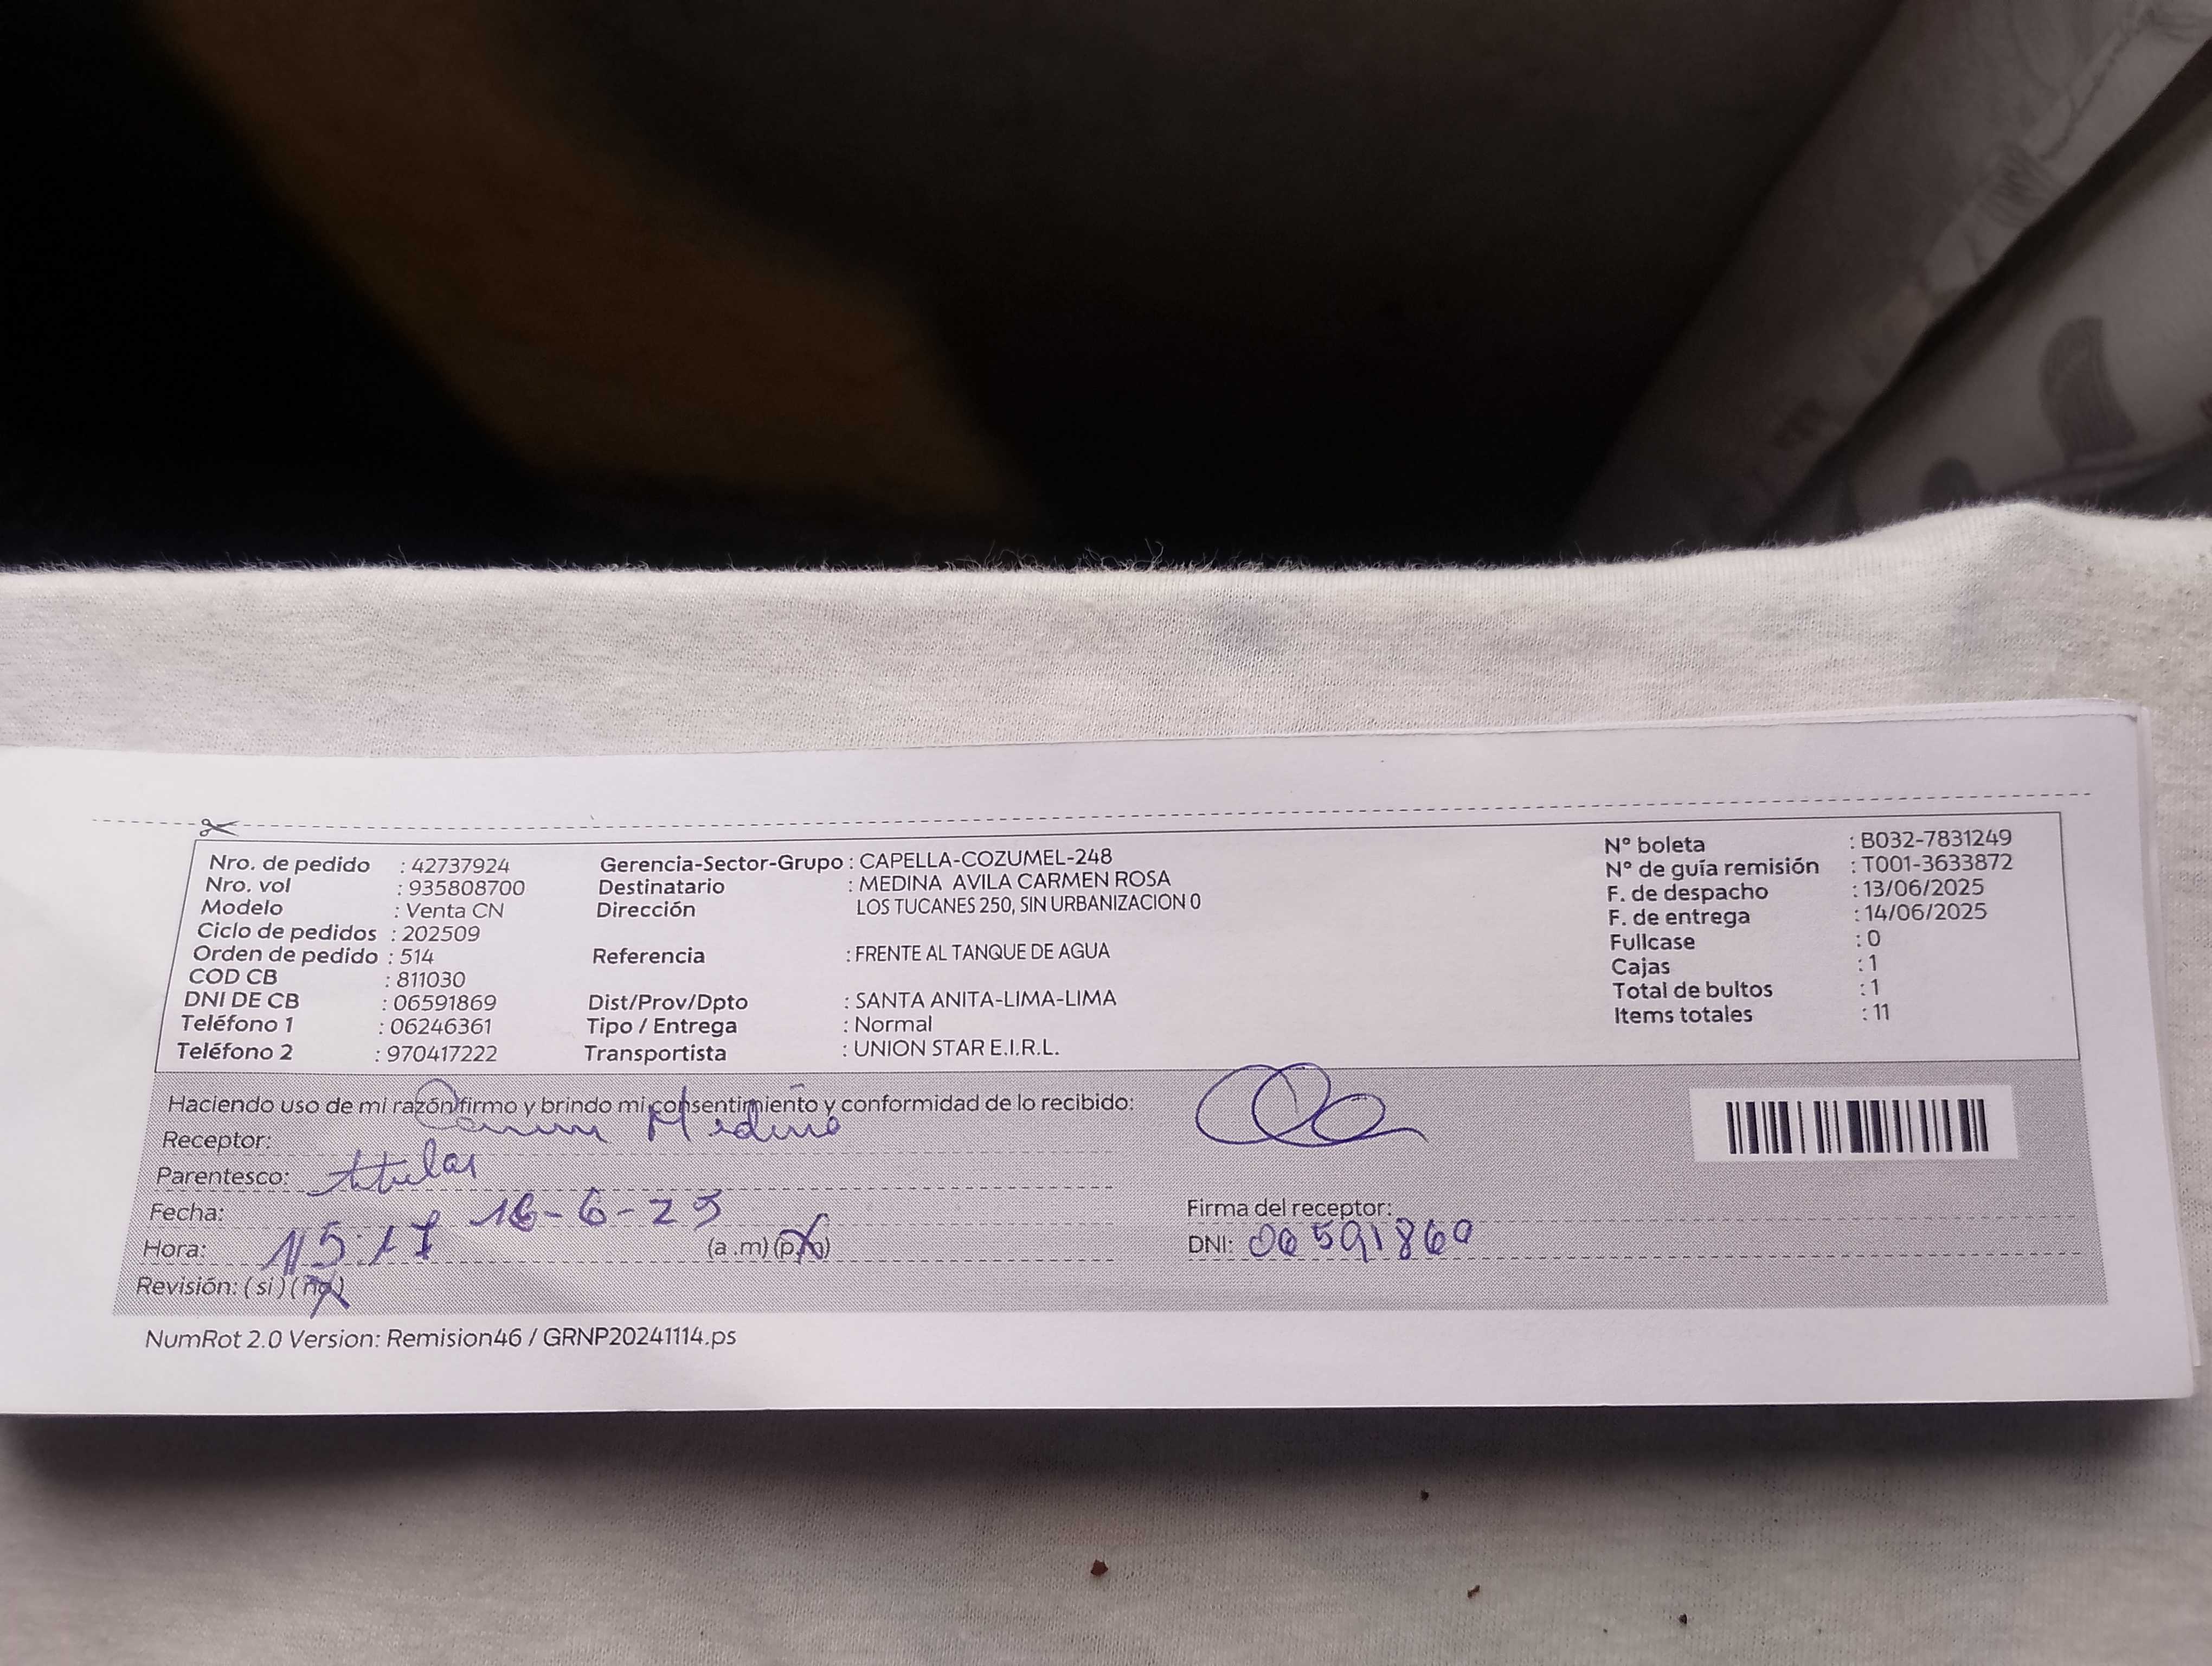 Nro. de pedido : 42737924
Nro. vol : 935808700
Modelo : Venta CN
Ciclo de pedidos : 202509
Orden de pedido : 514
COD CB : 811030
DNI DE CB : 06591869
Teléfono 1 : 06246361
Teléfono 2 : 970417222
Gerencia-Sector-Grupo : CAPELLA-COZUMEL-248
Destinatario : MEDINA AVILA CARMEN ROSA
Dirección LOS TUCANES 250, SIN URBANIZACION 0
Referencia : FRENTE AL TANQUE DE AGUA
Dist/Prov/Dpto : SANTA ANITA-LIMA-LIMA
Tipo / Entrega : Normal
Transportista : UNION STAR E.I.R.L.
N° boleta : B032-7831249
N° de guía remisión : T001-3633872
F. de despacho : 13/06/2025
F. de entrega : 14/06/2025
Fullcase : 0
Cajas : 1
Total de bultos : 1
Items totales : 11
Haciendo uso de mi razón firmo y brindo mi consentimiento y conformidad de lo recibido:
Receptor: Carmen Medina
Parentesco: titular
Fecha: 16-6-25
Hora: 15:17 (a .m) (p.m)
Revisión: ( si ) ( no )
Firma del receptor:
DNI: 06591869
NumRot 2.0 Version: Remision46 / GRNP20241114.ps